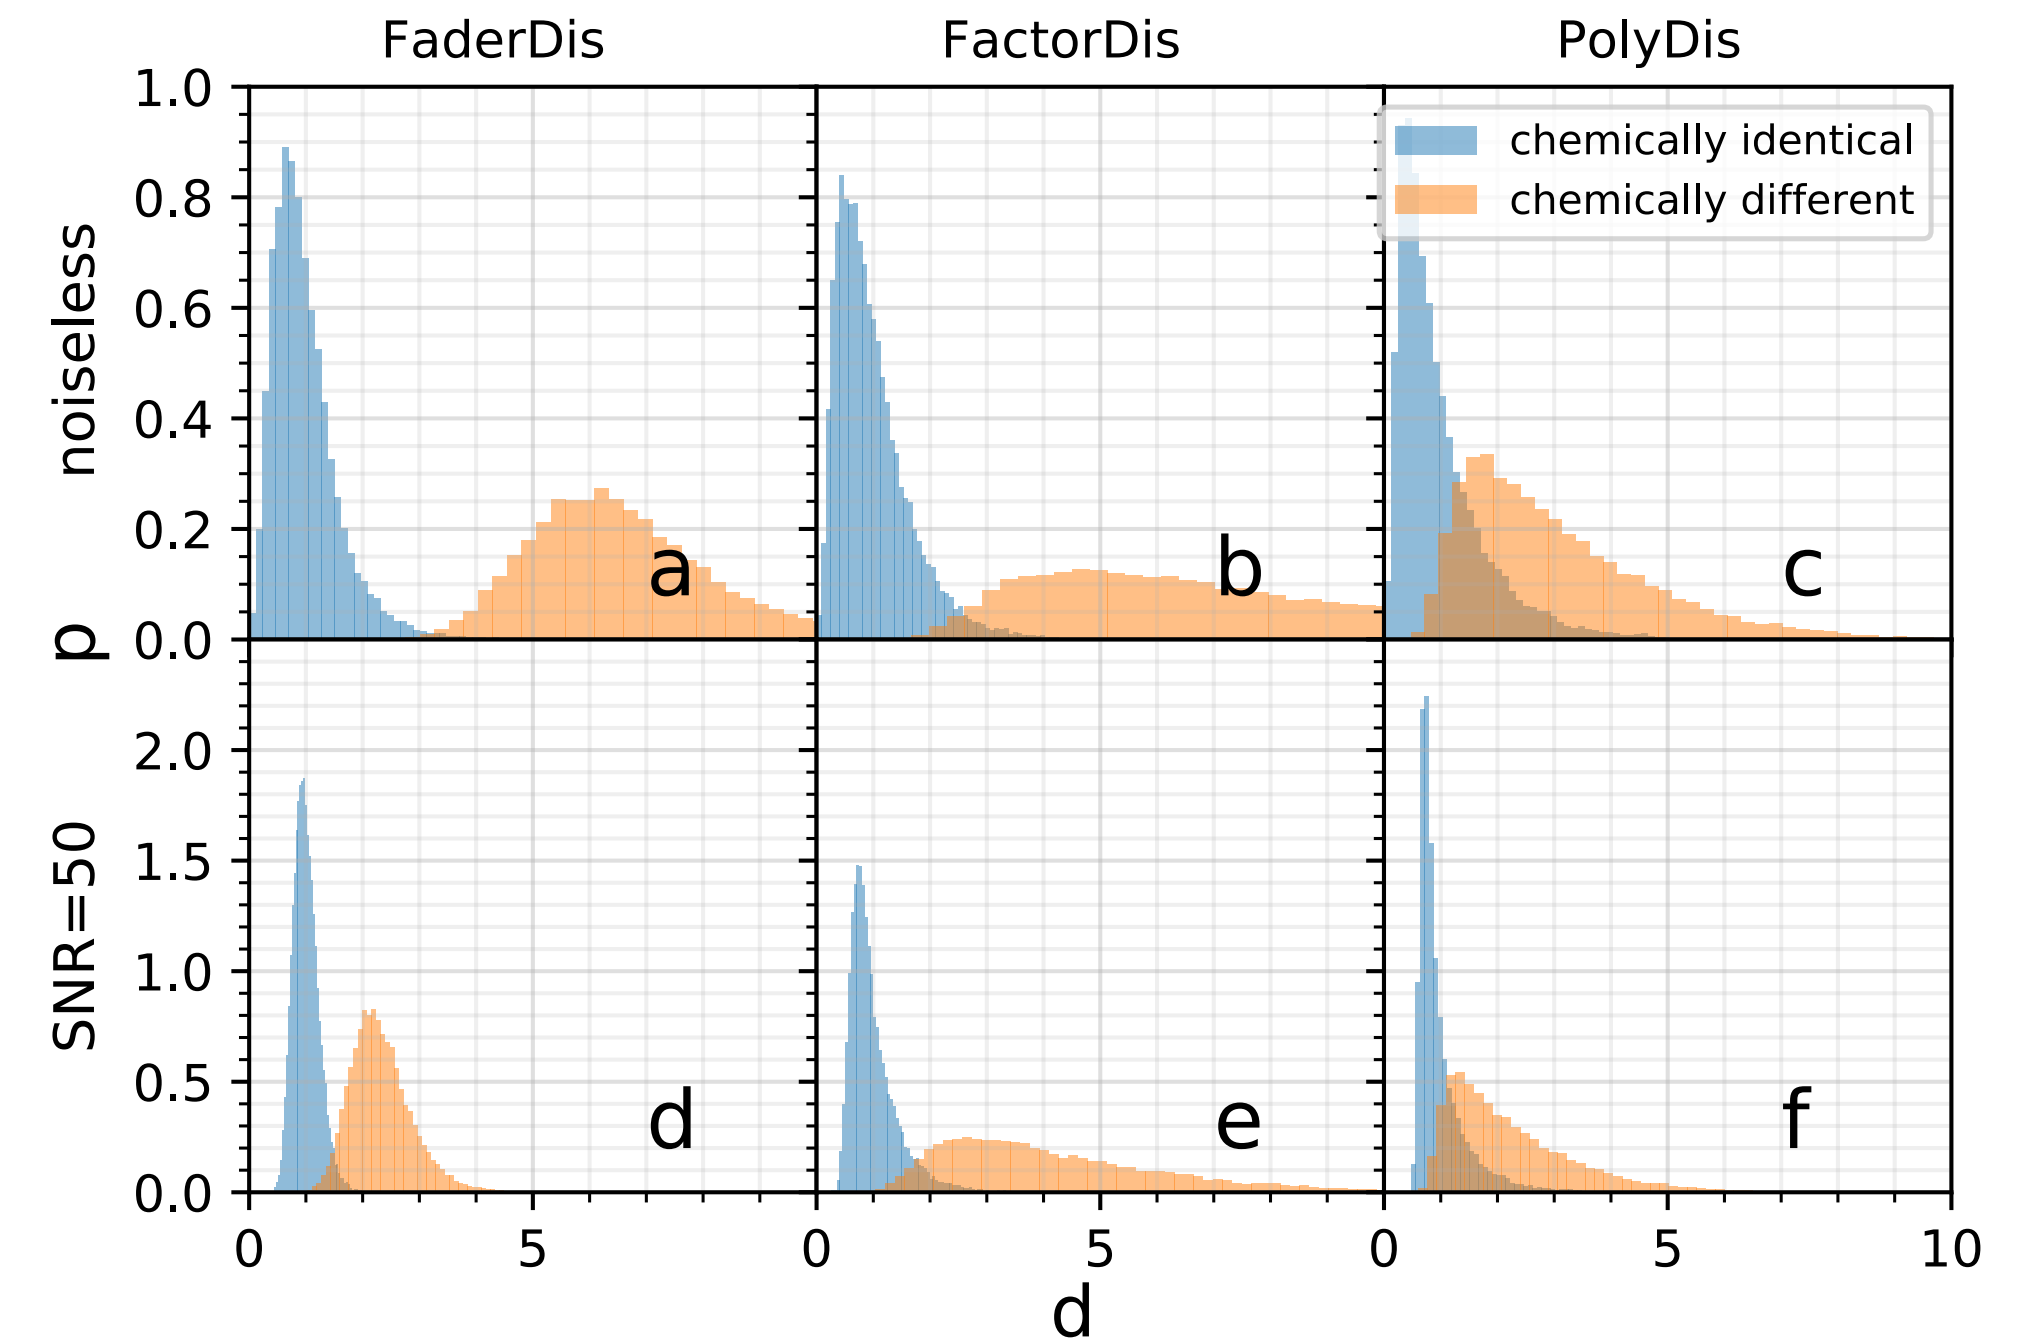 FaderDis FactorDis PolyDis
1.0
chemically identical
0.8
chemically different
0.6
0.4
0.2
0.0
noiseless
a b c
p
0.0
2.0
1.5
1.0
0.5
0.0
SNR=50
d e f
0 5 0 5 0 5 10
d